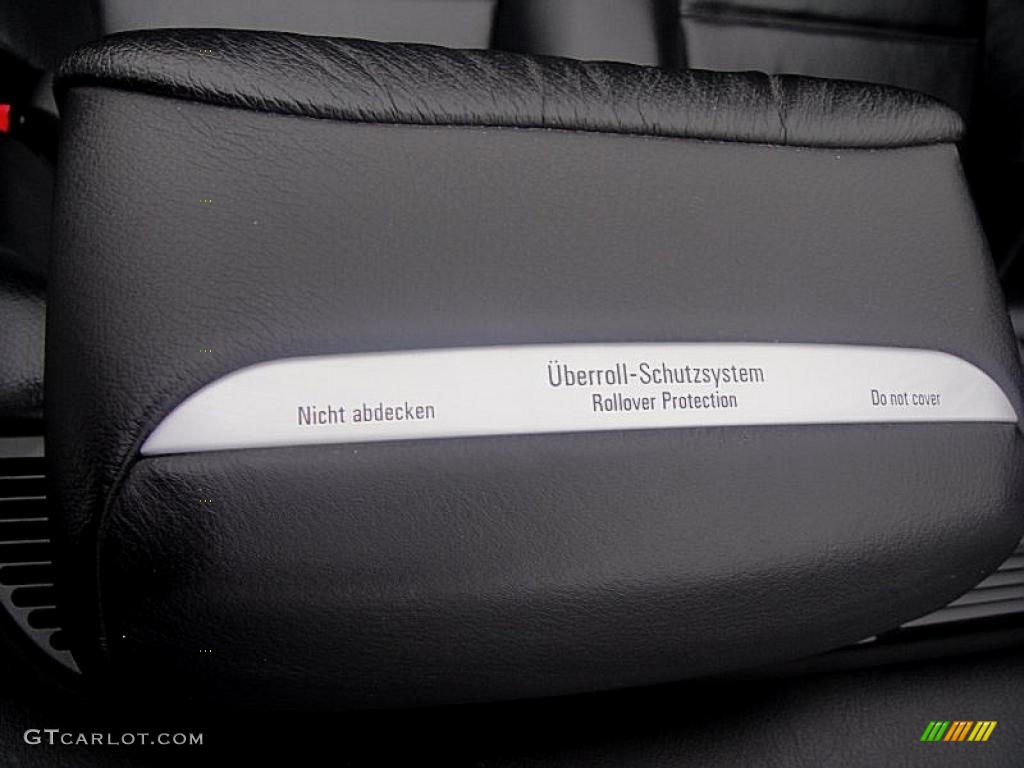 Überroll-Schutzsystem
Nicht abdecken Rollover Protection Do not cover
GTcarlot.com